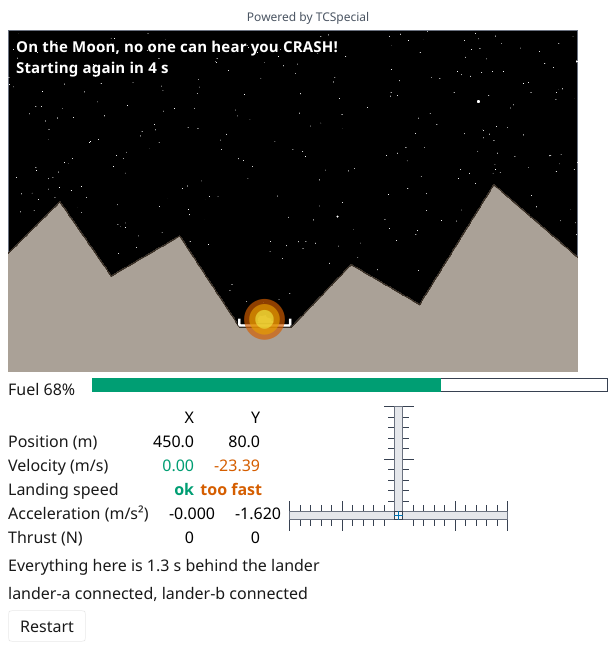 Powered by TCSpecial
On the Moon, no one can hear you CRASH!
Starting again in 4 s
Fuel 68%
X Y
Position (m) 450.0 80.0
Velocity (m/s) 0.00 -23.39
Landing speed ok too fast
Acceleration (m/s²) -0.000 -1.620
Thrust (N) 0 0
Everything here is 1.3 s behind the lander
lander-a connected, lander-b connected
Restart